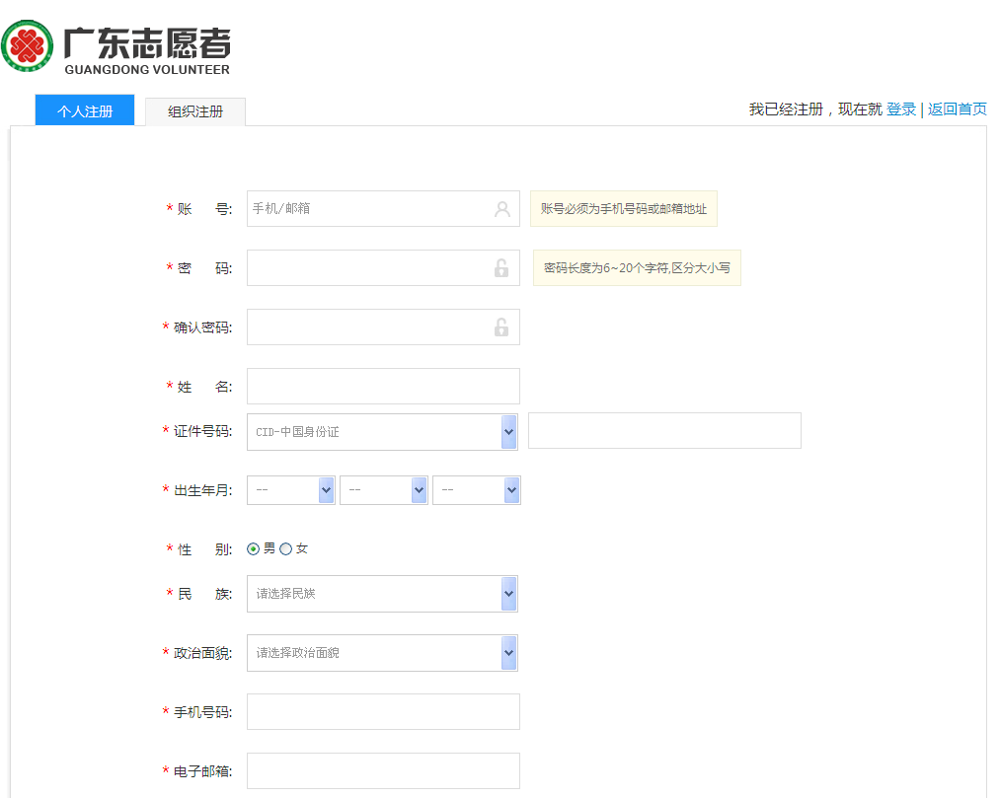 广东志愿者
GUANGDONG VOLUNTEER
个人注册 组织注册 我已经注册，现在就 登录 | 返回首页
* 账 号: 手机/邮箱 账号必须为手机号码或邮箱地址
* 密 码: 密码长度为6~20个字符,区分大小写
* 确认密码:
* 姓 名:
* 证件号码: CID-中国身份证
* 出生年月: -- -- --
* 性 别: 男 女
* 民 族: 请选择民族
* 政治面貌: 请选择政治面貌
* 手机号码:
* 电子邮箱: